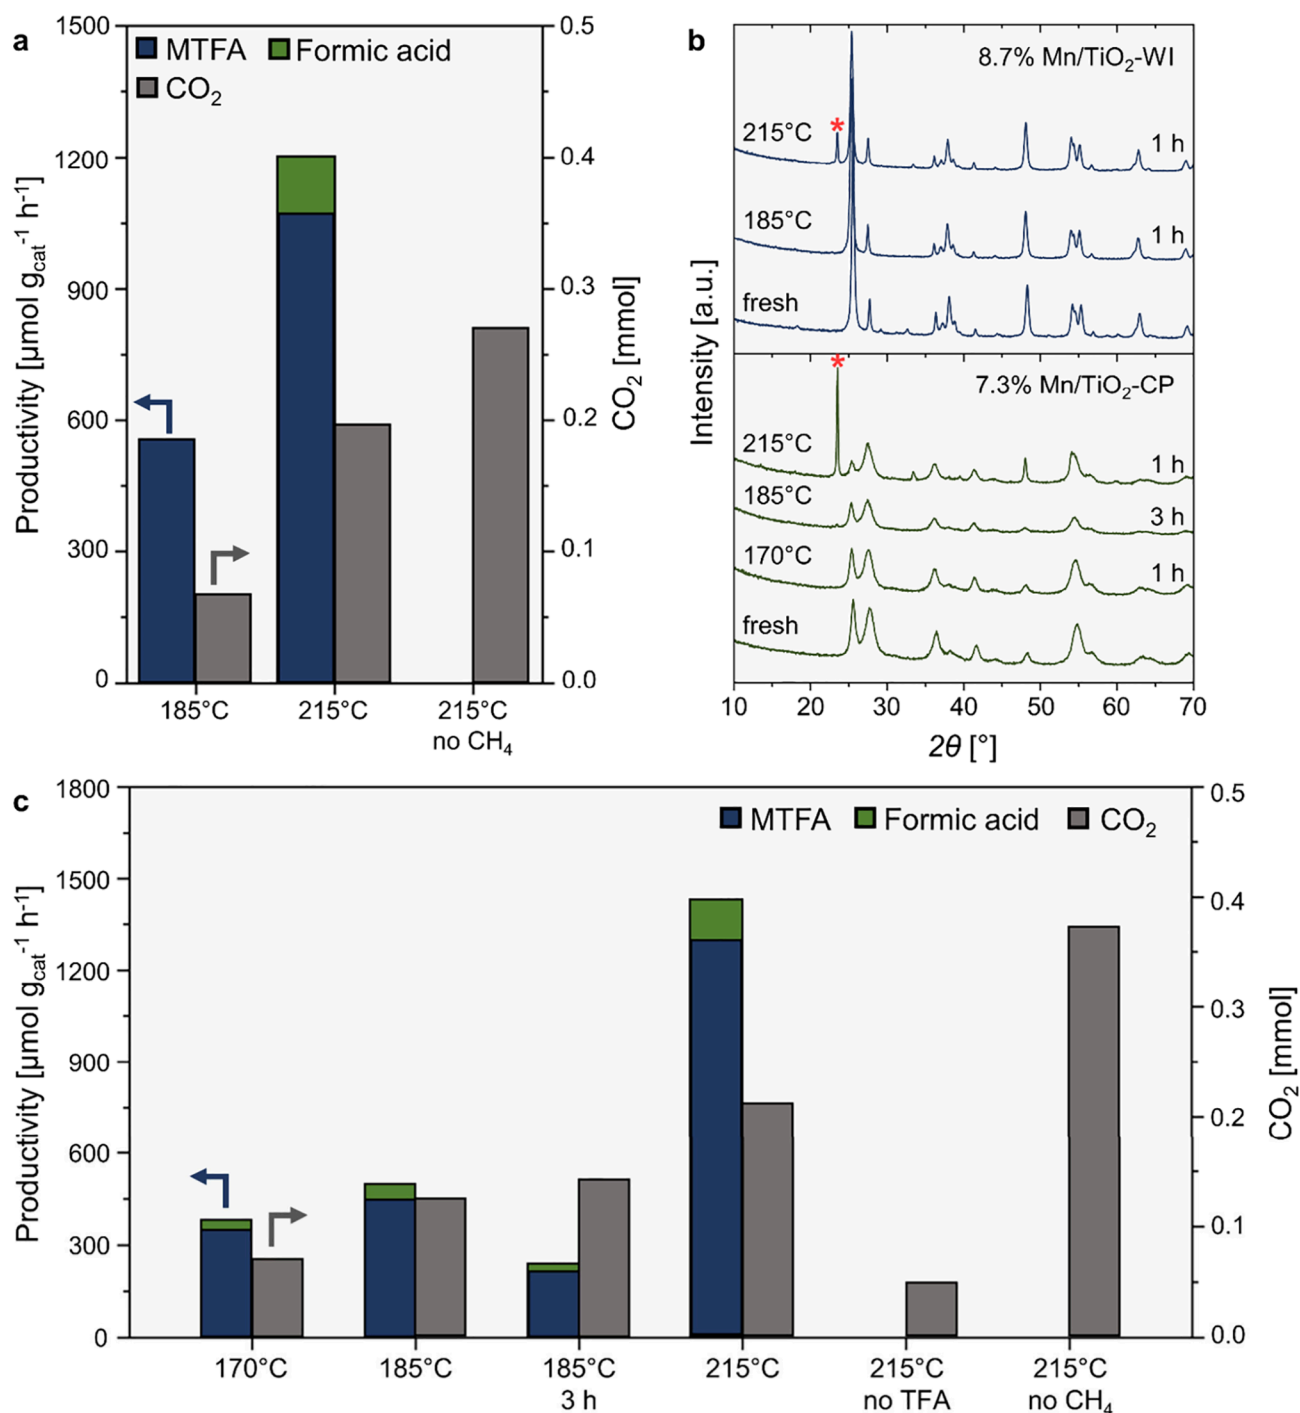 a
MTFA
Formic acid
CO₂
1500
1200
900
600
300
0
Productivity [µmol g_cat⁻¹ h⁻¹]
0.5
0.4
0.3
0.2
0.1
0.0
CO₂ [mmol]
185°C
215°C
215°C
no CH₄
b
8.7% Mn/TiO₂-WI
*
215°C
1 h
185°C
1 h
fresh
7.3% Mn/TiO₂-CP
*
215°C
1 h
185°C
3 h
170°C
1 h
fresh
Intensity [a.u.]
10 20 30 40 50 60 70
2θ [°]
c
MTFA Formic acid CO₂
1800
1500
1200
900
600
300
0
Productivity [µmol g_cat⁻¹ h⁻¹]
0.5
0.4
0.3
0.2
0.1
0.0
CO₂ [mmol]
170°C
185°C
185°C
3 h
215°C
215°C
no TFA
215°C
no CH₄